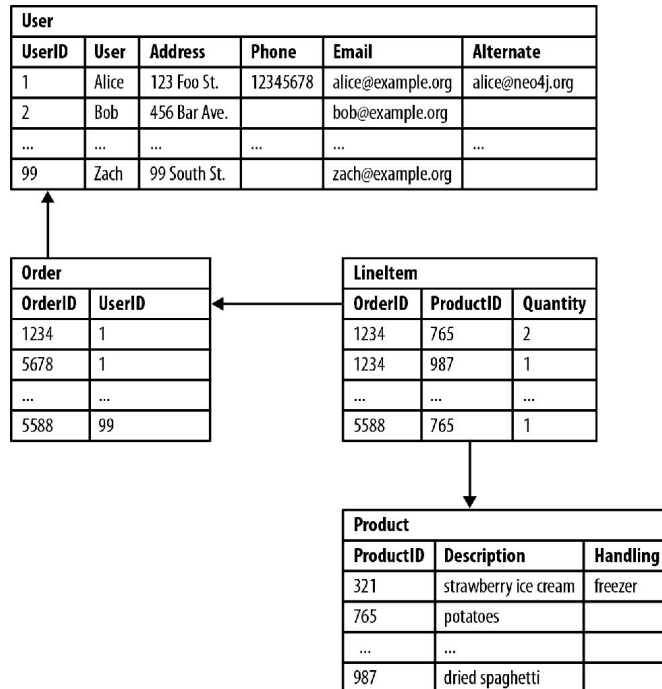 User
UserID User Address Phone Email Alternate
1 Alice 123 Foo St. 12345678 alice@example.org alice@neo4j.org
2 Bob 456 Bar Ave. bob@example.org
... ... ... ... ... ...
99 Zach 99 South St. zach@example.org
Order
OrderID UserID
1234 1
5678 1
... ...
5588 99
LineItem
OrderID ProductID Quantity
1234 765 2
1234 987 1
... ... ...
5588 765 1
Product
ProductID Description Handling
321 strawberry ice cream freezer
765 potatoes
... ...
987 dried spaghetti